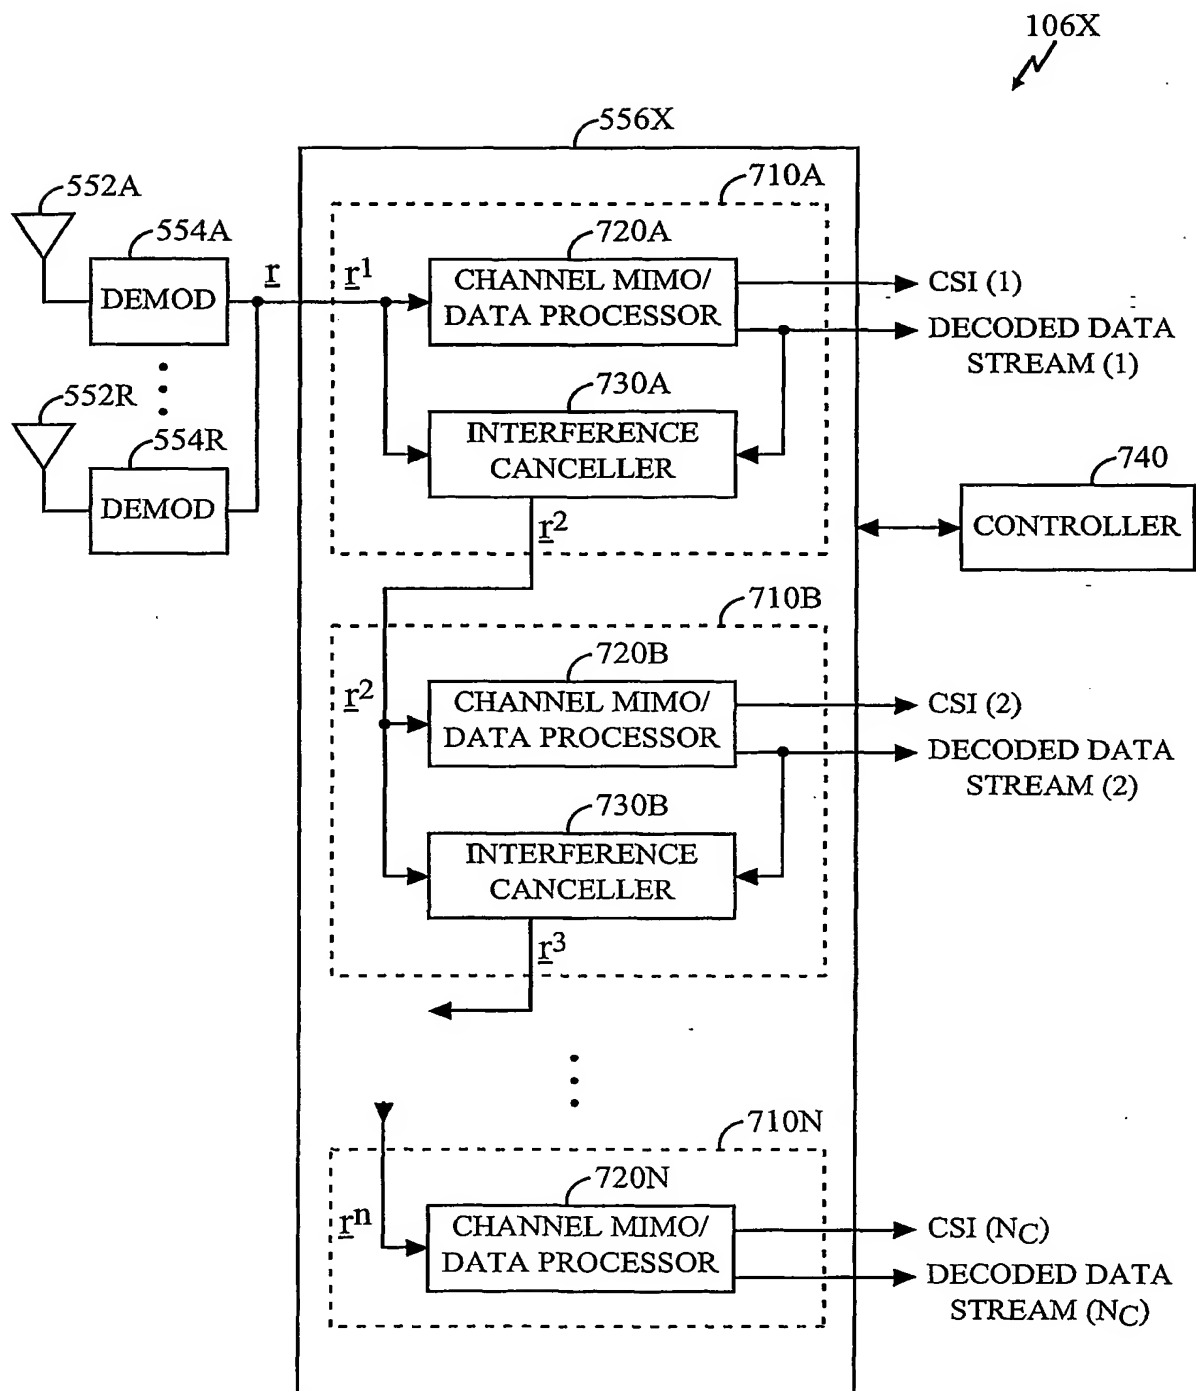 106X
556X
710A
552A
554A
720A
r
r¹
DEMOD
CHANNEL MIMO/
DATA PROCESSOR
CSI (1)
DECODED DATA
STREAM (1)
552R
554R
730A
DEMOD
INTERFERENCE
CANCELLER
r²
740
CONTROLLER
710B
720B
r²
CHANNEL MIMO/
DATA PROCESSOR
CSI (2)
DECODED DATA
STREAM (2)
730B
INTERFERENCE
CANCELLER
r³
710N
720N
rⁿ
CHANNEL MIMO/
DATA PROCESSOR
CSI (NC)
DECODED DATA
STREAM (NC)